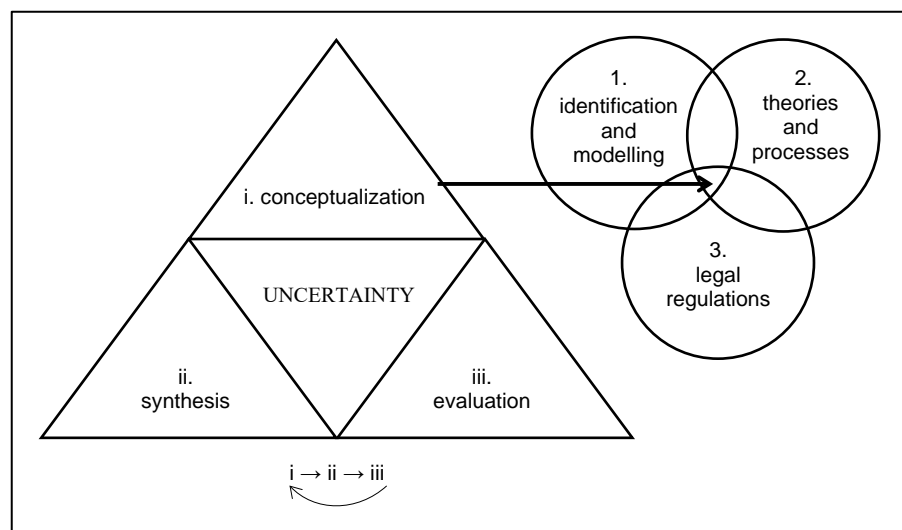 i. conceptualization
UNCERTAINTY
ii.
synthesis
iii.
evaluation
i → ii → iii
1.
identification
and
modelling
2.
theories
and
processes
3.
legal
regulations